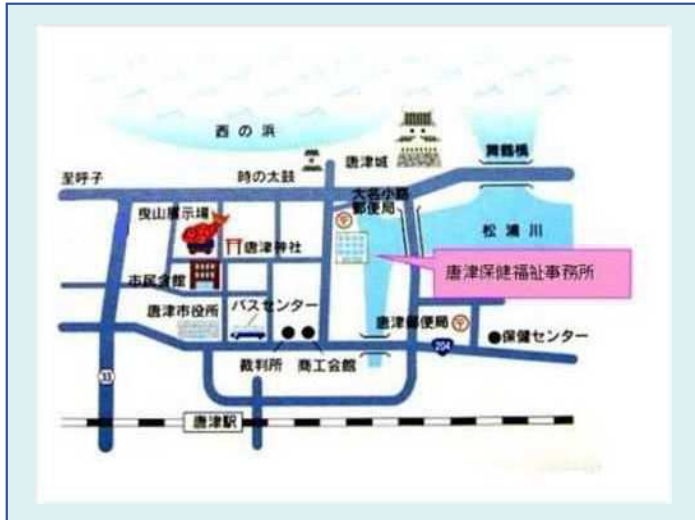 西の浜
舞鶴橋
唐津城
至呼子
時の太鼓
大名小路
郵便局
曳山展示場
松浦川
唐津神社
唐津保健福祉事務所
市民会館
バスセンター
唐津市役所
唐津郵便局
保健センター
204
裁判所
商工会館
33
唐津駅